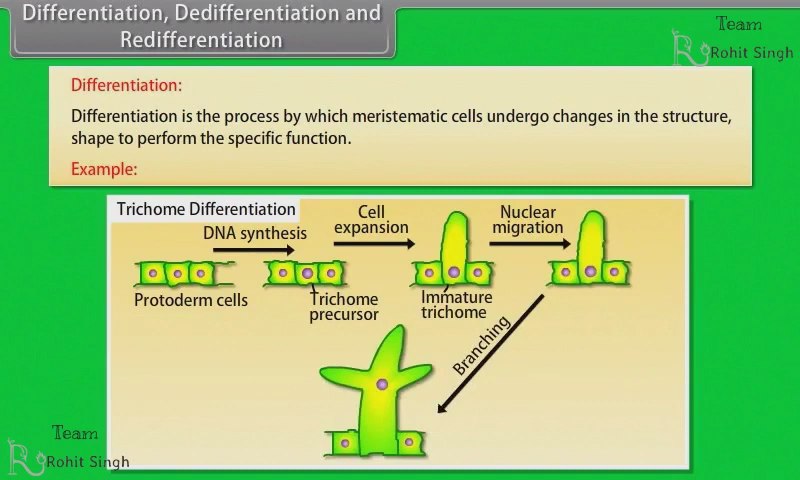 Differentiation, Dedifferentiation and
Redifferentiation
Team
Rohit Singh
Differentiation:
Differentiation is the process by which meristematic cells undergo changes in the structure,
shape to perform the specific function.
Example:
Trichome Differentiation
DNA synthesis
Cell
expansion
Nuclear
migration
Protoderm cells
Trichome
precursor
Immature
trichome
Branching
Team
Rohit Singh